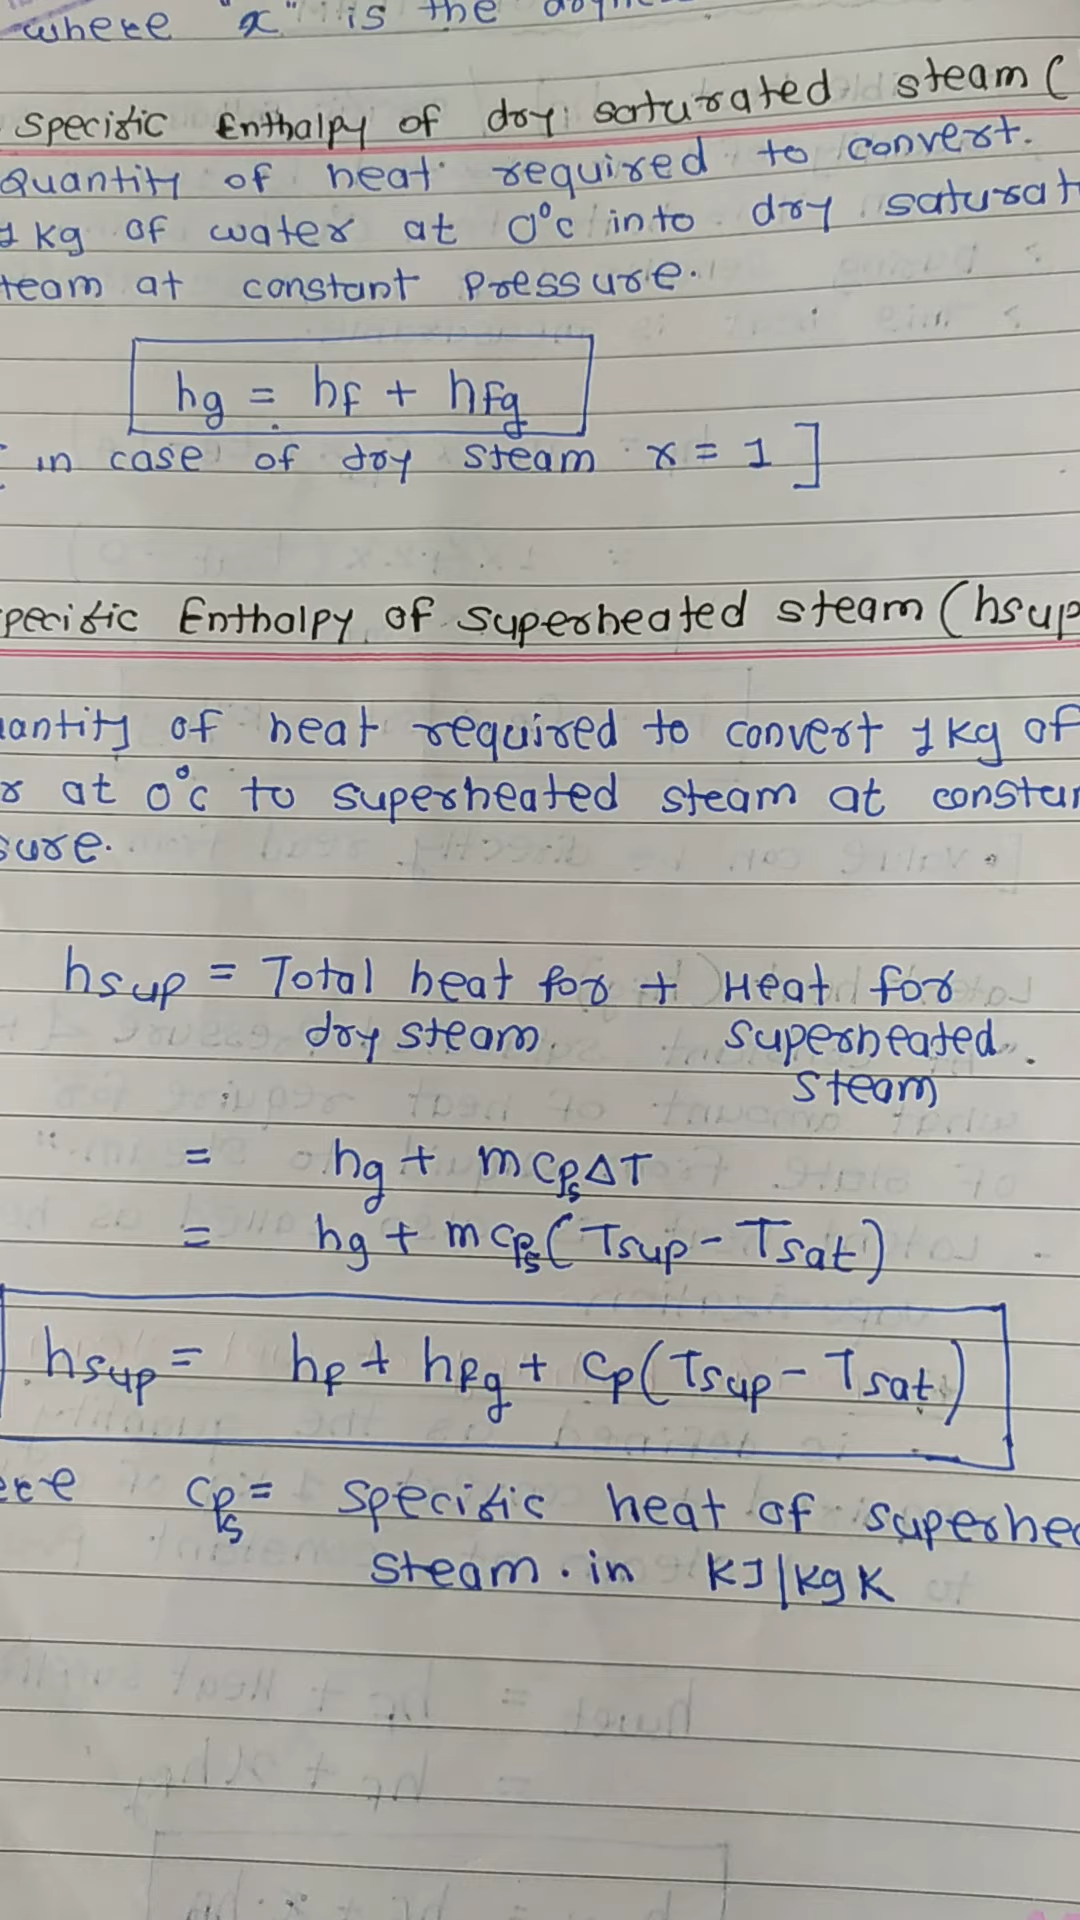 where "x" is the
specific Enthalpy of dry saturated steam (
Quantity of heat required to convert.
1 kg of water at 0°c into dry saturat
team at constant pressure.
hg = hf + hfg
in case of dry steam x = 1 ]
pecific Enthalpy of superheated steam (hsup
uantity of heat required to convert 1 kg of
r at 0°c to superheated steam at constan
sure.
hsup = Total heat for + Heat for
dry steam superheated
steam
= hg + m cps ΔT
= hg + m cps (Tsup - Tsat)
hsup = hf + hfg + cp (Tsup - Tsat)
ere cps = specific heat of superhea
steam. in KJ/kg K